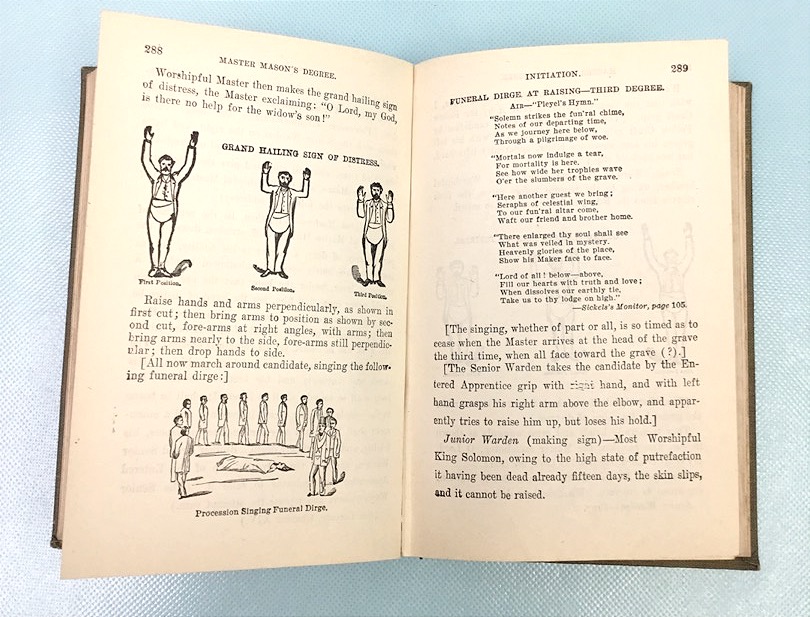 288
MASTER MASON'S DEGREE.
Worshipful Master then makes the grand hailing sign
of distress, the Master exclaiming: "O Lord, my God,
is there no help for the widow's son!"
GRAND HAILING SIGN OF DISTRESS.
First Position.
Second Position.
Third Position.
Raise hands and arms perpendicularly, as shown in
first cut; then bring arms to position as shown by sec-
ond cut, fore-arms at right angles, with arms; then
bring arms nearly to the side, fore-arms still perpendic-
ular; then drop hands to side.
[All now march around candidate, singing the follow-
ing funeral dirge:]
Procession Singing Funeral Dirge.
INITIATION.
289
FUNERAL DIRGE AT RAISING—THIRD DEGREE.
AIR—"Pleyel's Hymn."
"Solemn strikes the fun'ral chime,
Notes of our departing time,
As we journey here below,
Through a pilgrimage of woe.
"Mortals now indulge a tear,
For mortality is here.
See how wide her trophies wave
O'er the slumbers of the grave.
"Here another guest we bring;
Seraphs of celestial wing,
To our fun'ral altar come,
Waft our friend and brother home.
"There enlarged thy soul shall see
What was veiled in mystery.
Heavenly glories of the place,
Show his Maker face to face.
"Lord of all! below—above,
Fill our hearts with truth and love;
When dissolves our earthly tie,
Take us to thy lodge on high."
—Sickels's Monitor, page 105.
[The singing, whether of part or all, is so timed as to
cease when the Master arrives at the head of the grave
the third time, when all face toward the grave (?).]
[The Senior Warden takes the candidate by the En-
tered Apprentice grip with right hand, and with left
hand grasps his right arm above the elbow, and appar-
ently tries to raise him up, but loses his hold.]
Junior Warden (making sign)—Most Worshipful
King Solomon, owing to the high state of putrefaction
it having been dead already fifteen days, the skin slips,
and it cannot be raised.